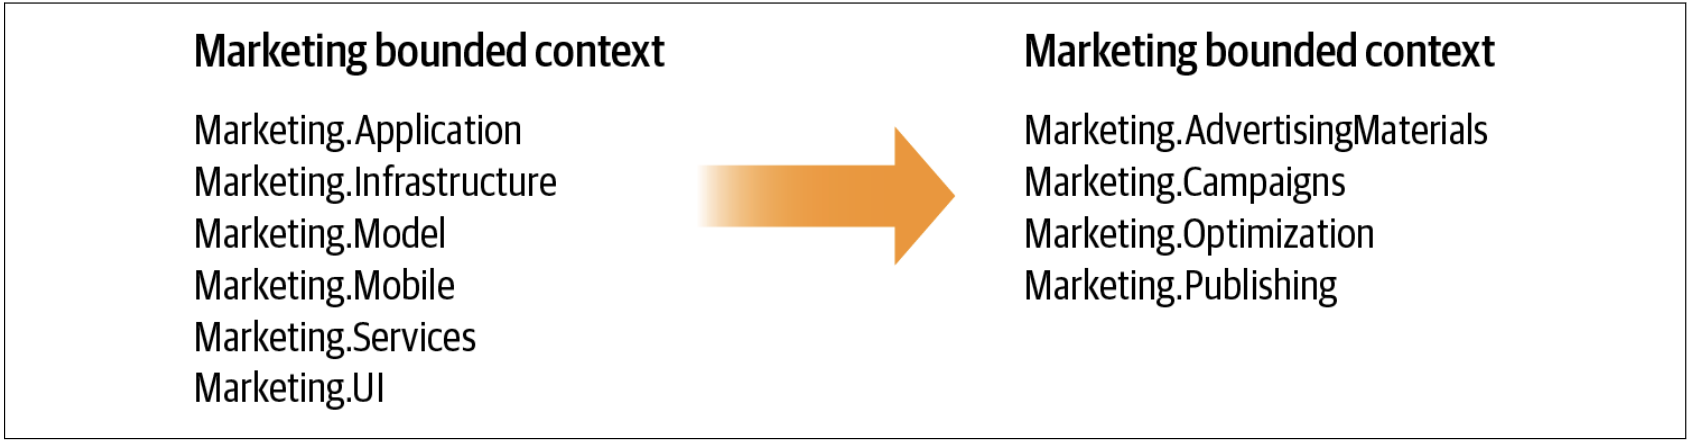 Marketing bounded context
Marketing.Application
Marketing.Infrastructure
Marketing.Model
Marketing.Mobile
Marketing.Services
Marketing.UI
Marketing bounded context
Marketing.AdvertisingMaterials
Marketing.Campaigns
Marketing.Optimization
Marketing.Publishing